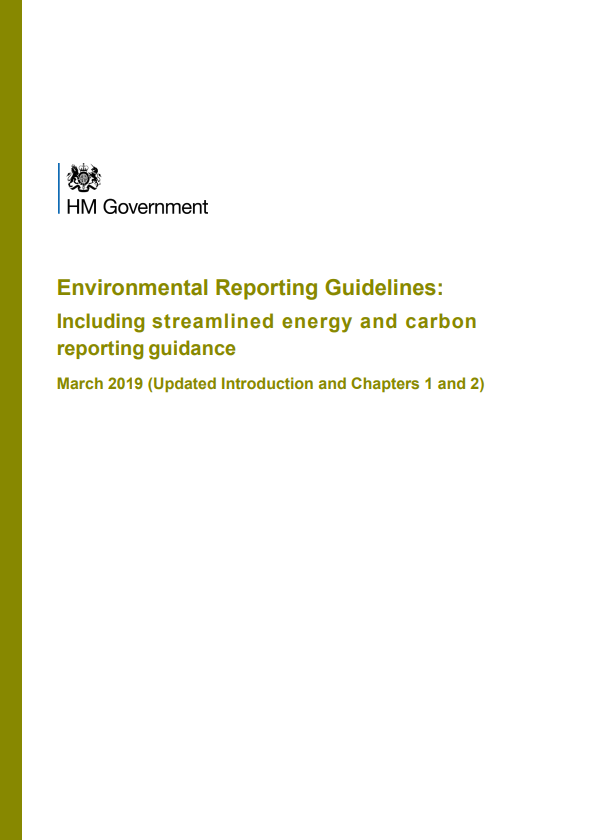 HM Government
Environmental Reporting Guidelines:
Including streamlined energy and carbon
reporting guidance
March 2019 (Updated Introduction and Chapters 1 and 2)